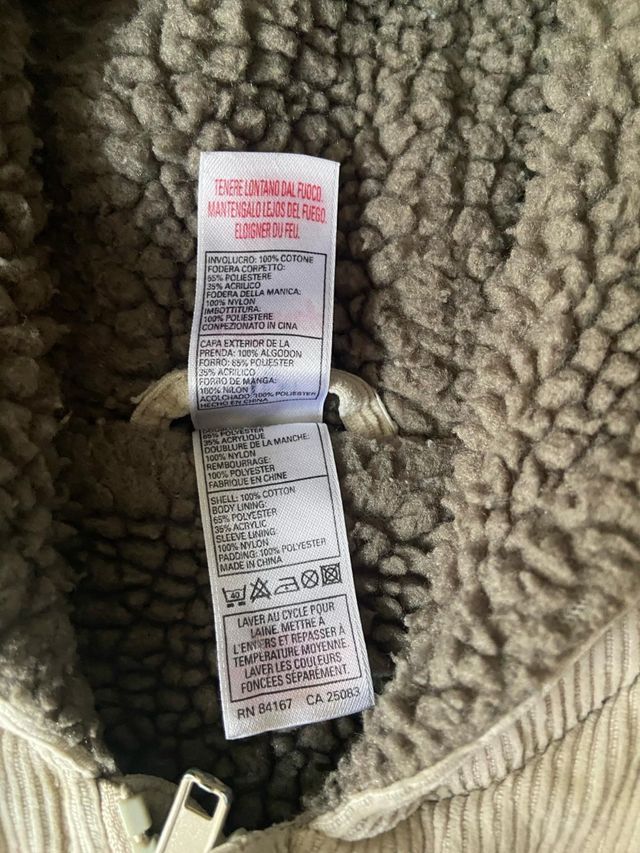 TENERE LONTANO DAL FUOCO.
MANTENGALO LEJOS DEL FUEGO.
ELOIGNER DU FEU.
INVOLUCRO: 100% COTONE
FODERA CORPETTO:
65% POLIESTERE
35% ACRILICO
FODERA DELLA MANICA:
100% NYLON
IMBOTTITURA:
100% POLIESTERE
CONFEZIONATO IN CINA
CAPA EXTERIOR DE LA
PRENDA: 100% ALGODON
FORRO: 65% POLIESTER
35% ACRILICO
FORRO DE MANGA:
100% NILON
ACOLCHADO: 100% POLIESTER
HECHO EN CHINA
65% POLYESTER
35% ACRYLIQUE
DOUBLURE DE LA MANCHE:
100% NYLON
REMBOURRAGE:
100% POLYESTER
FABRIQUE EN CHINE
SHELL: 100% COTTON
BODY LINING:
65% POLYESTER
35% ACRYLIC
SLEEVE LINING:
100% NYLON
PADDING: 100% POLYESTER
MADE IN CHINA
40
LAVER AU CYCLE POUR
LAINE. METTRE A
L'ENVERS ET REPASSER À
TEMPÉRATURE MOYENNE.
LAVER LES COULEURS
FONCÉES SÉPARÉMENT.
RN 84167 CA 25083